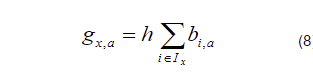 g_{x,a} = h \sum_{i \in I_x} b_{i,a} (8